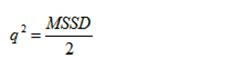 q² = MSSD / 2